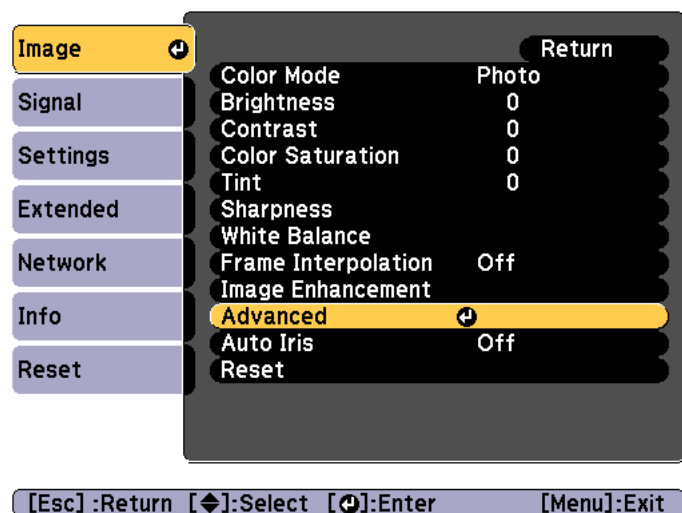 Image
Signal
Settings
Extended
Network
Info
Reset
Return
Color Mode Photo
Brightness 0
Contrast 0
Color Saturation 0
Tint 0
Sharpness
White Balance
Frame Interpolation Off
Image Enhancement
Advanced
Auto Iris Off
Reset
[Esc] :Return [◆]:Select [↵]:Enter [Menu]:Exit